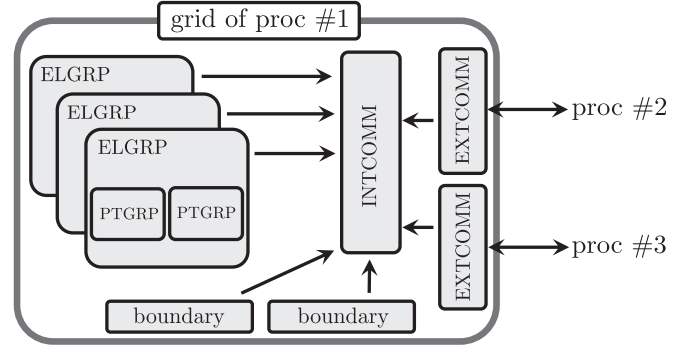 grid of proc #1
ELGRP
ELGRP
ELGRP
PTGRP
PTGRP
INTCOMM
EXTCOMM
proc #2
EXTCOMM
proc #3
boundary
boundary